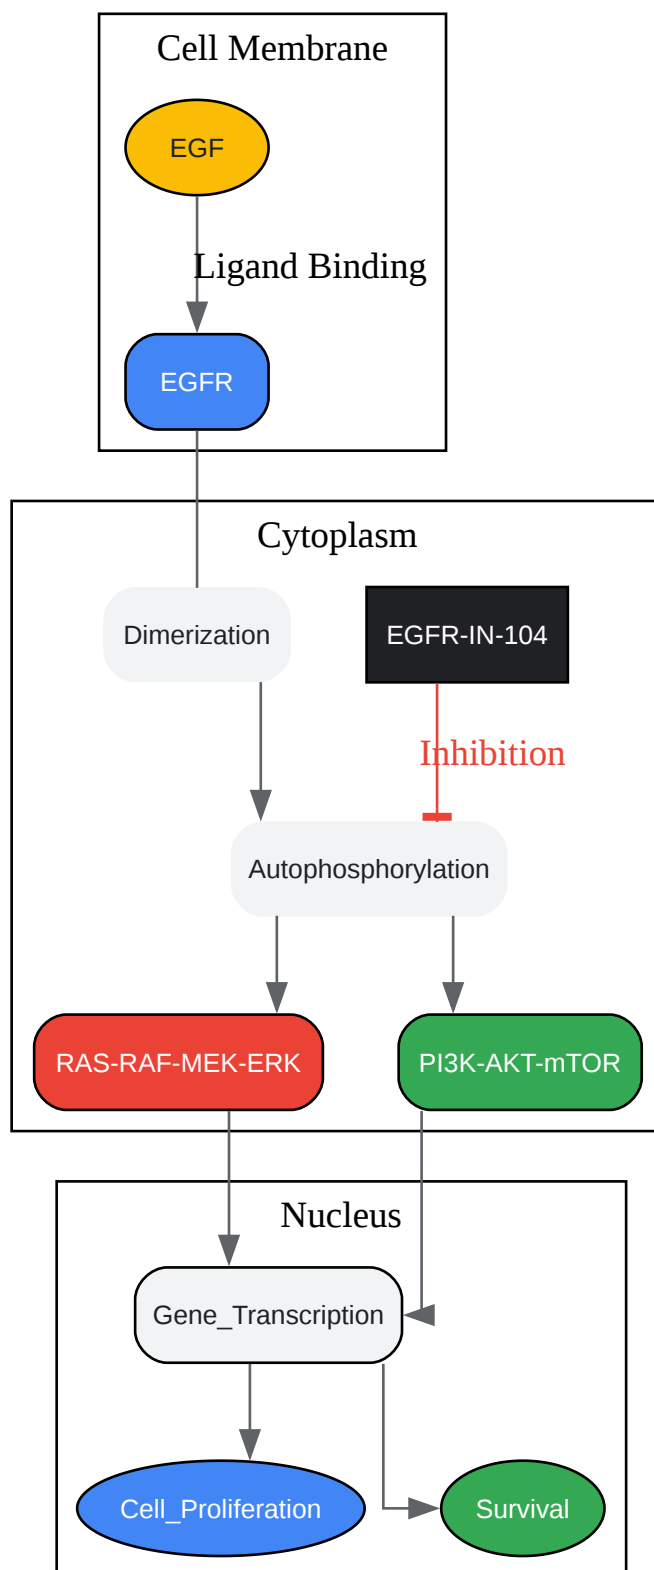 Cell Membrane
EGF
Ligand Binding
EGFR
Cytoplasm
Dimerization
EGFR-IN-104
Inhibition
Autophosphorylation
RAS-RAF-MEK-ERK
PI3K-AKT-mTOR
Nucleus
Gene_Transcription
Cell_Proliferation
Survival